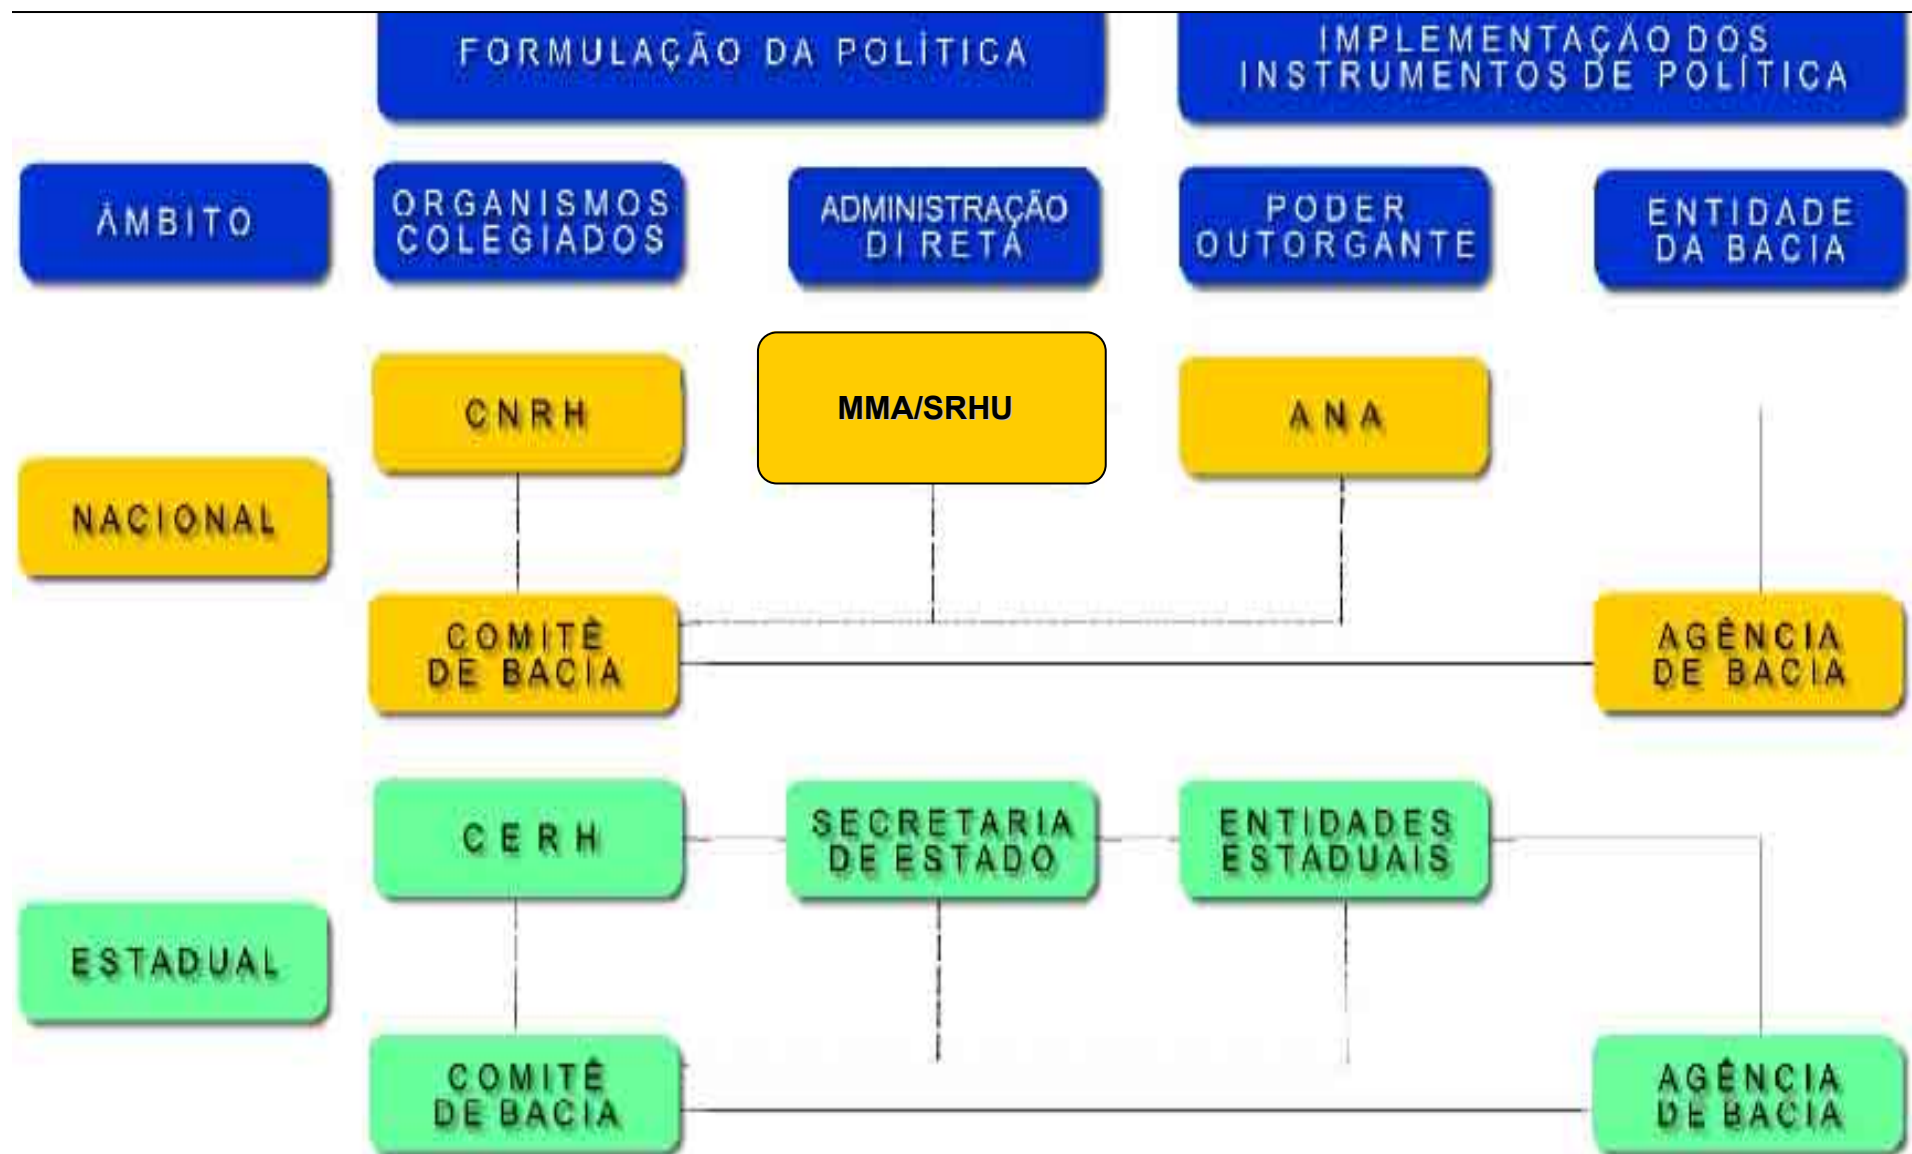 FORMULAÇÃO DA POLÍTICA
IMPLEMENTAÇÃO DOS
INSTRUMENTOS DE POLÍTICA
ÂMBITO
ORGANISMOS
COLEGIADOS
ADMINISTRAÇÃO
DIRETA
PODER
OUTORGANTE
ENTIDADE
DA BACIA
NACIONAL
CNRH
MMA/SRHU
ANA
COMITÊ
DE BACIA
AGÊNCIA
DE BACIA
ESTADUAL
CERH
SECRETARIA
DE ESTADO
ENTIDADES
ESTADUAIS
COMITÊ
DE BACIA
AGÊNCIA
DE BACIA